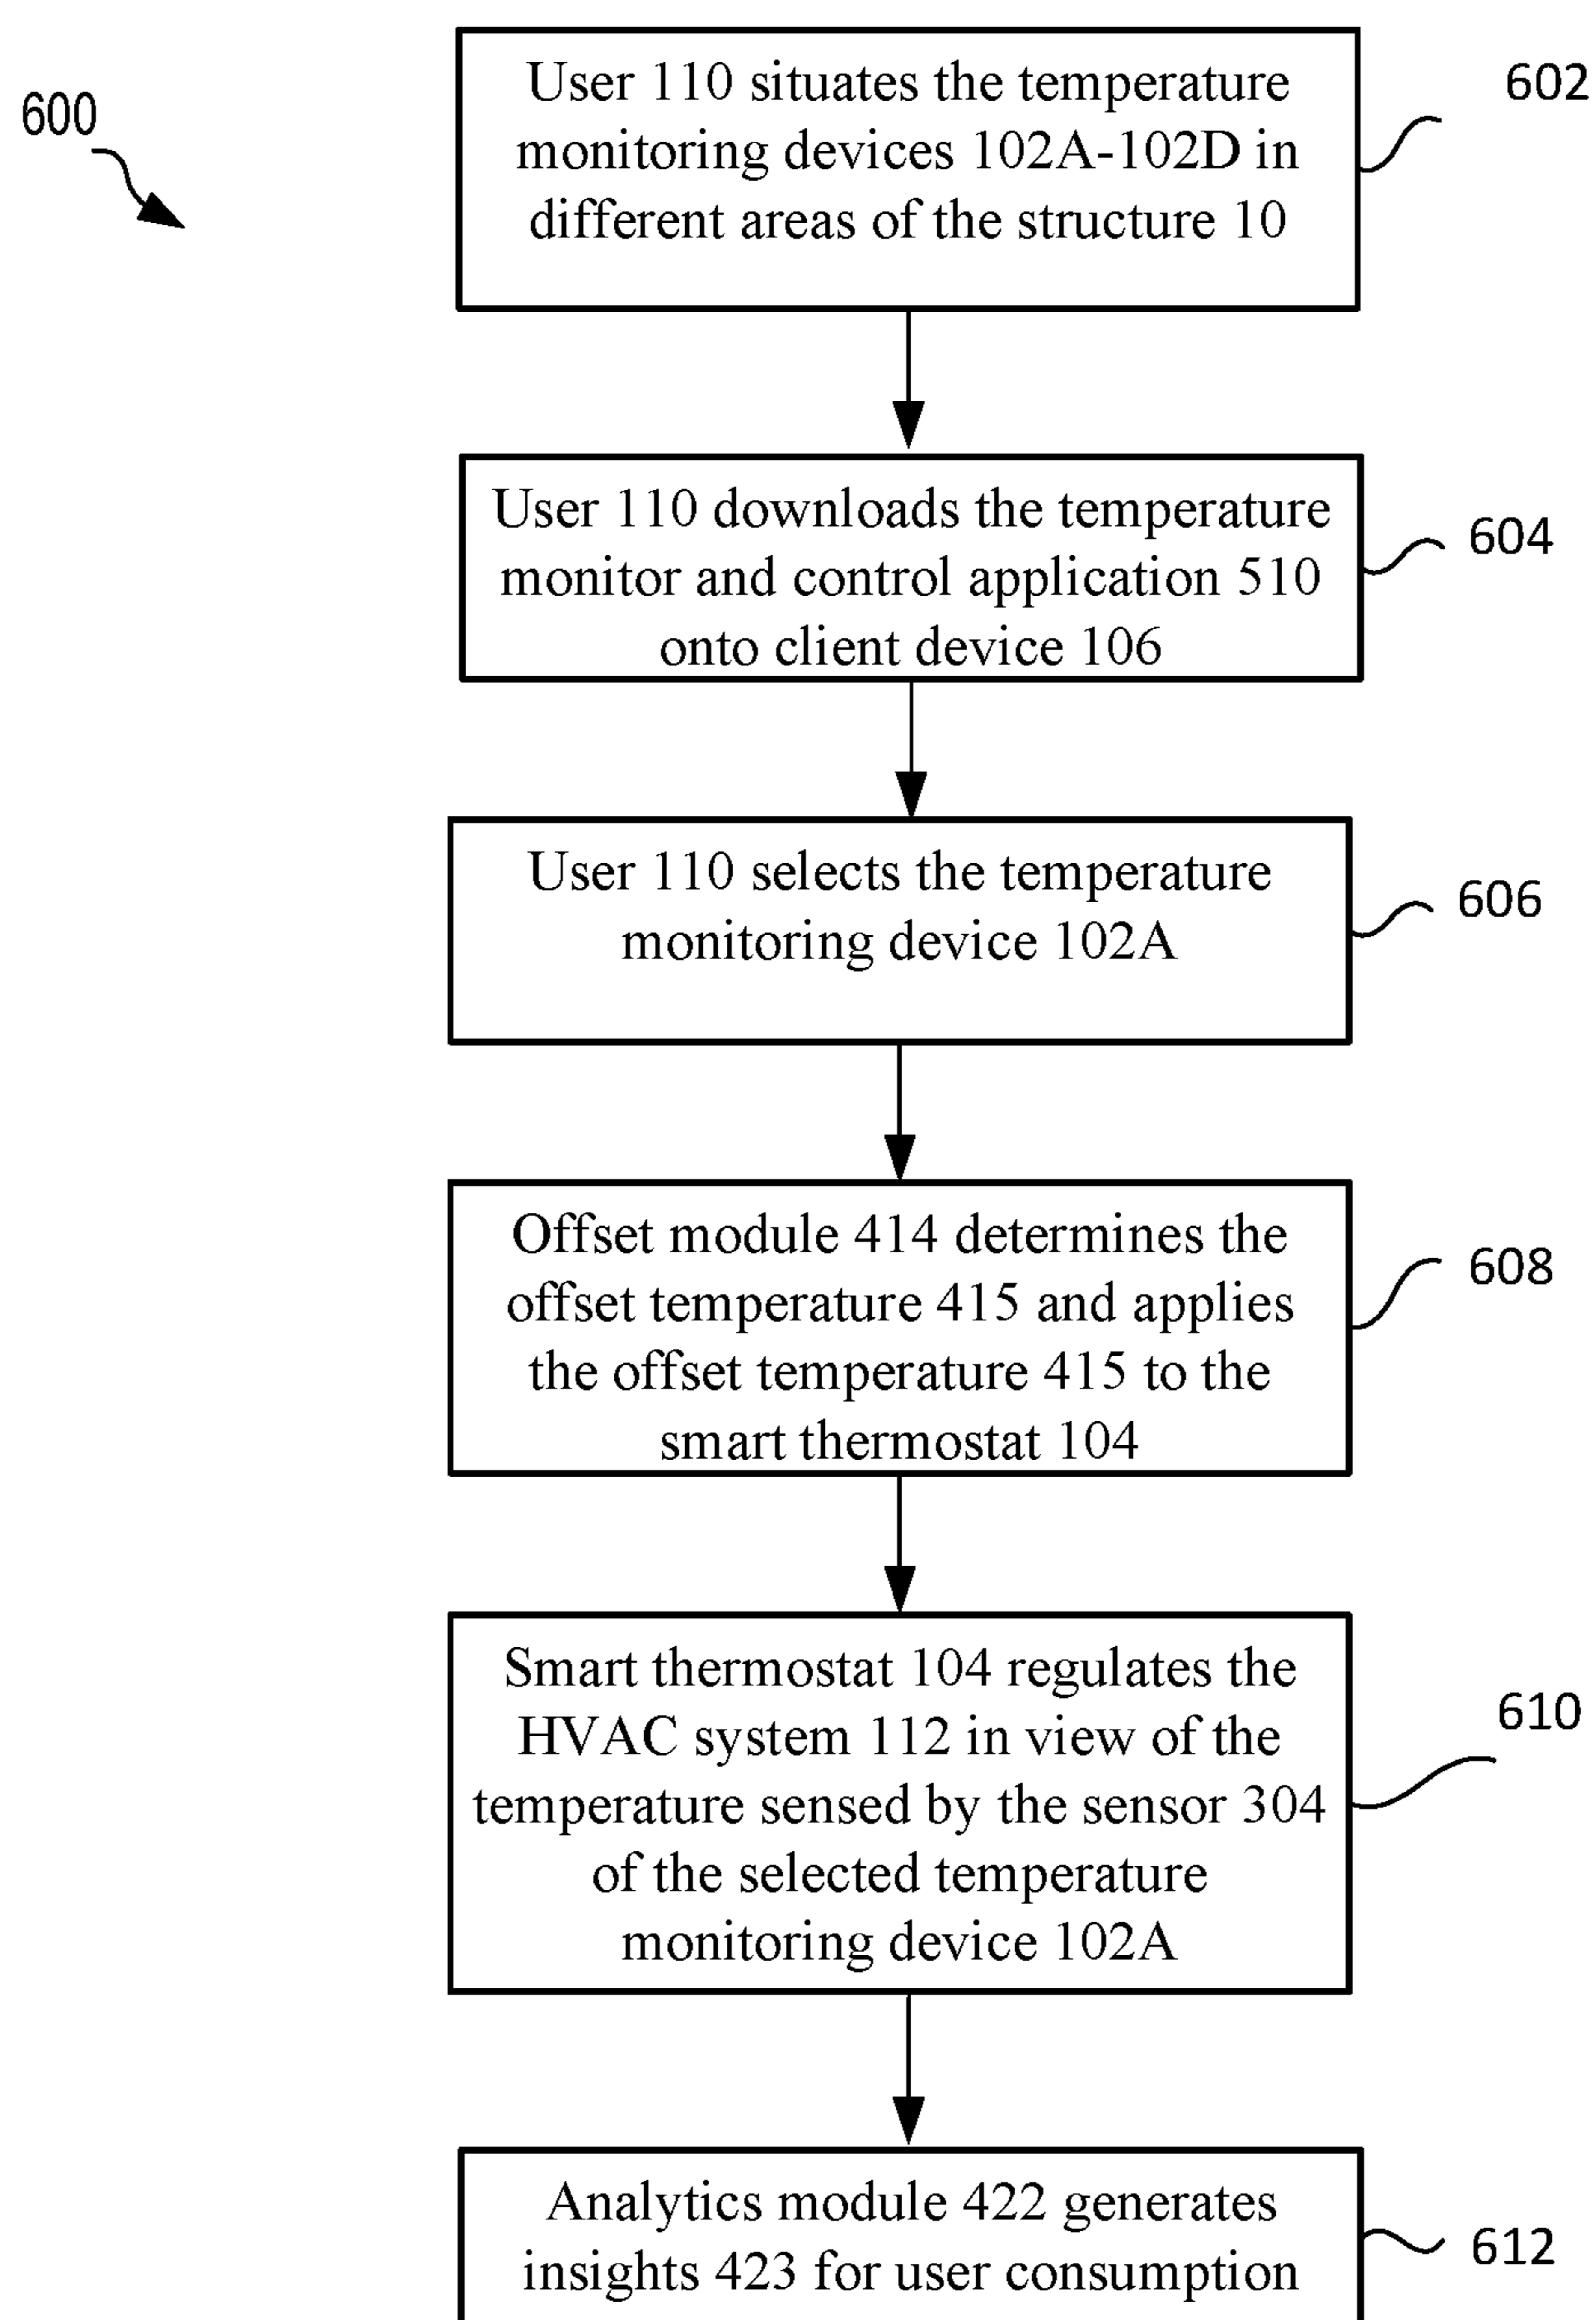 600
User 110 situates the temperature
monitoring devices 102A-102D in
different areas of the structure 10
602
User 110 downloads the temperature
monitor and control application 510
onto client device 106
604
User 110 selects the temperature
monitoring device 102A
606
Offset module 414 determines the
offset temperature 415 and applies
the offset temperature 415 to the
smart thermostat 104
608
Smart thermostat 104 regulates the
HVAC system 112 in view of the
temperature sensed by the sensor 304
of the selected temperature
monitoring device 102A
610
Analytics module 422 generates
insights 423 for user consumption
612